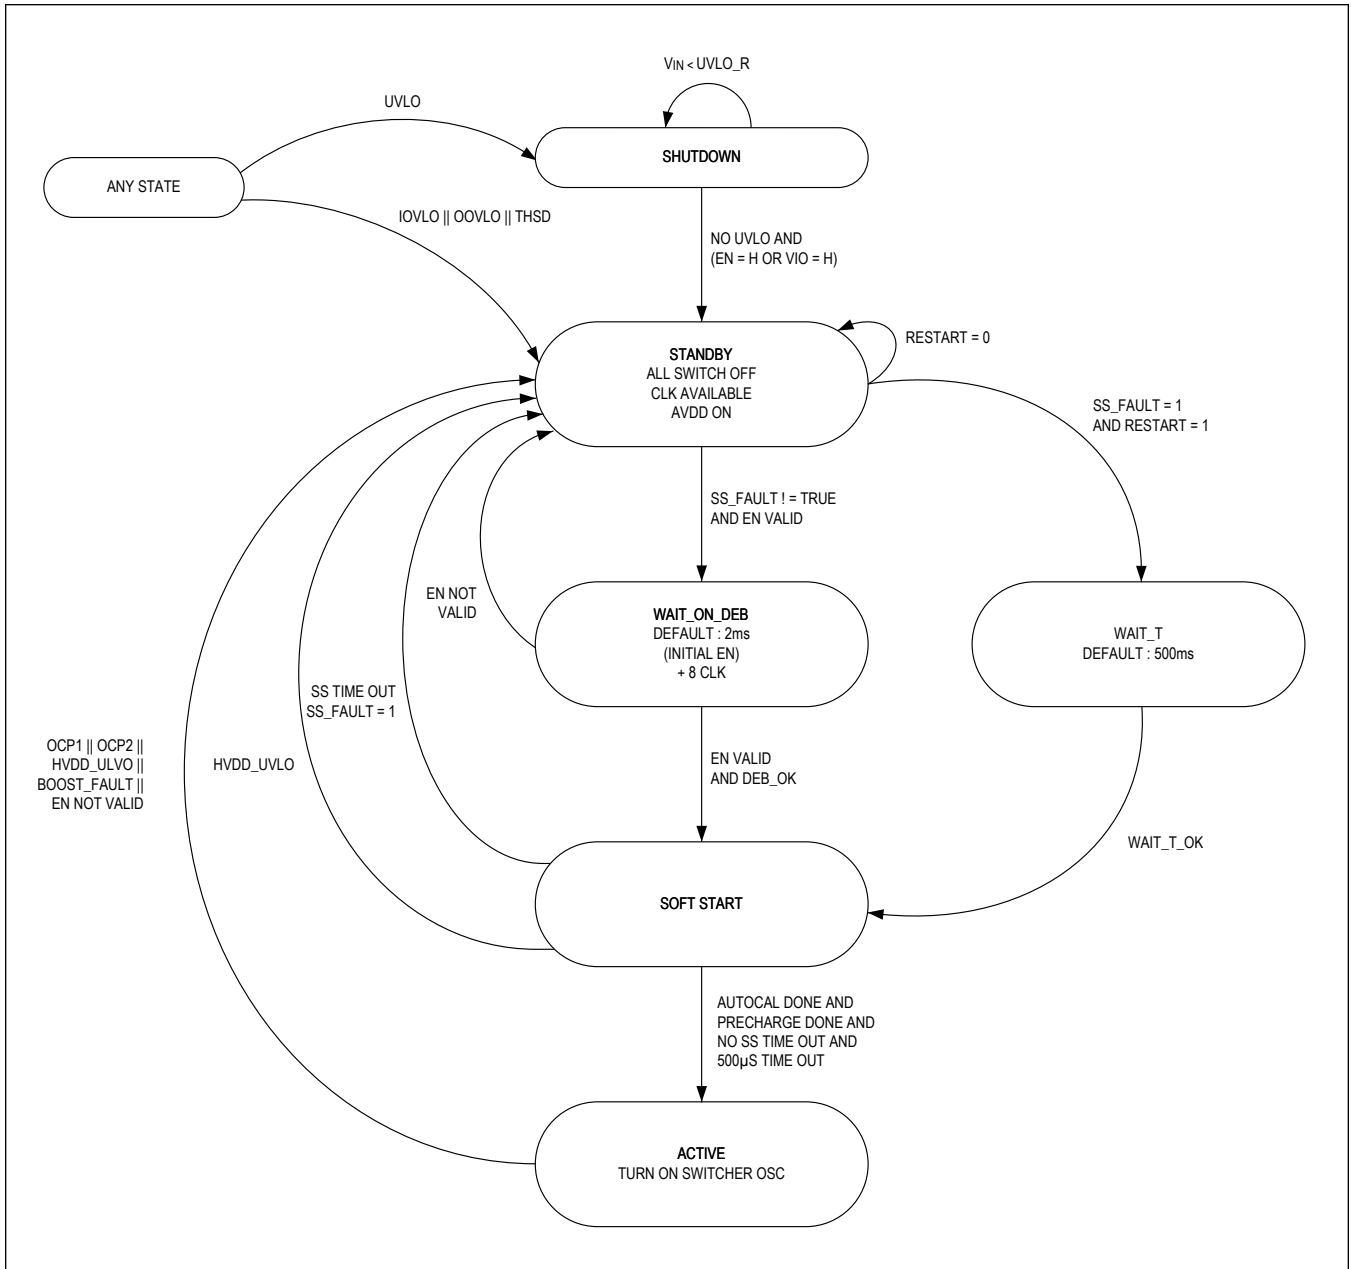 VIN < UVLO_R
UVLO
SHUTDOWN
ANY STATE
IOVLO || OOVLO || THSD
NO UVLO AND
(EN = H OR VIO = H)
STANDBY
ALL SWITCH OFF
CLK AVAILABLE
AVDD ON
RESTART = 0
SS_FAULT = 1
AND RESTART = 1
SS_FAULT ! = TRUE
AND EN VALID
EN NOT
VALID
WAIT_ON_DEB
DEFAULT : 2ms
(INITIAL EN)
+ 8 CLK
WAIT_T
DEFAULT : 500ms
SS TIME OUT
SS_FAULT = 1
OCP1 || OCP2 ||
HVDD_ULVO ||
BOOST_FAULT ||
EN NOT VALID
HVDD_UVLO
EN VALID
AND DEB_OK
WAIT_T_OK
SOFT START
AUTOCAL DONE AND
PRECHARGE DONE AND
NO SS TIME OUT AND
500µS TIME OUT
ACTIVE
TURN ON SWITCHER OSC